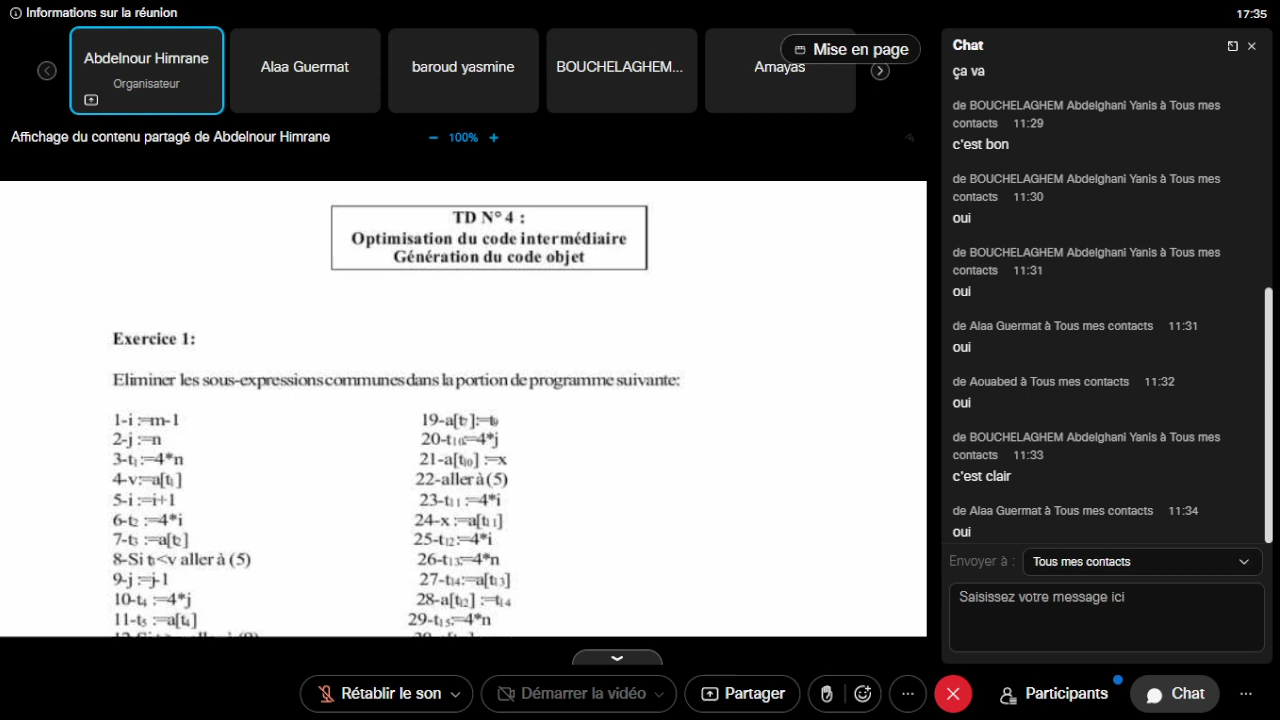 Informations sur la réunion
17:35
Abdelnour Himrane
Organisateur
Alaa Guermat
baroud yasmine
BOUCHELAGHEM...
Amayas
Mise en page
Affichage du contenu partagé de Abdelnour Himrane
− 100% +
TD N° 4 :
Optimisation du code intermédiaire
Génération du code objet
Exercice 1:
Eliminer les sous-expressions communes dans la portion de programme suivante:
1-i :=m-1
2-j :=n
3-t1:=4*n
4-v:=a[t1]
5-i :=i+1
6-t2 :=4*i
7-t3 :=a[t2]
8-Si t3<v aller à (5)
9-j :=j-1
10-t4 :=4*j
11-t5 :=a[t4]
19-a[t7]:=t9
20-t10:=4*j
21-a[t10] :=x
22-aller à (5)
23-t11 :=4*i
24-x :=a[t11]
25-t12:=4*i
26-t13:=4*n
27-t14:=a[t13]
28-a[t12] :=t14
29-t15:=4*n
Chat
ça va
de BOUCHELAGHEM Abdelghani Yanis à Tous mes
contacts 11:29
c'est bon
de BOUCHELAGHEM Abdelghani Yanis à Tous mes
contacts 11:30
oui
de BOUCHELAGHEM Abdelghani Yanis à Tous mes
contacts 11:31
oui
de Alaa Guermat à Tous mes contacts 11:31
oui
de Aouabed à Tous mes contacts 11:32
oui
de BOUCHELAGHEM Abdelghani Yanis à Tous mes
contacts 11:33
c'est clair
de Alaa Guermat à Tous mes contacts 11:34
oui
Envoyer à : Tous mes contacts
Saisissez votre message ici
Rétablir le son
Démarrer la vidéo
Partager
Participants
Chat